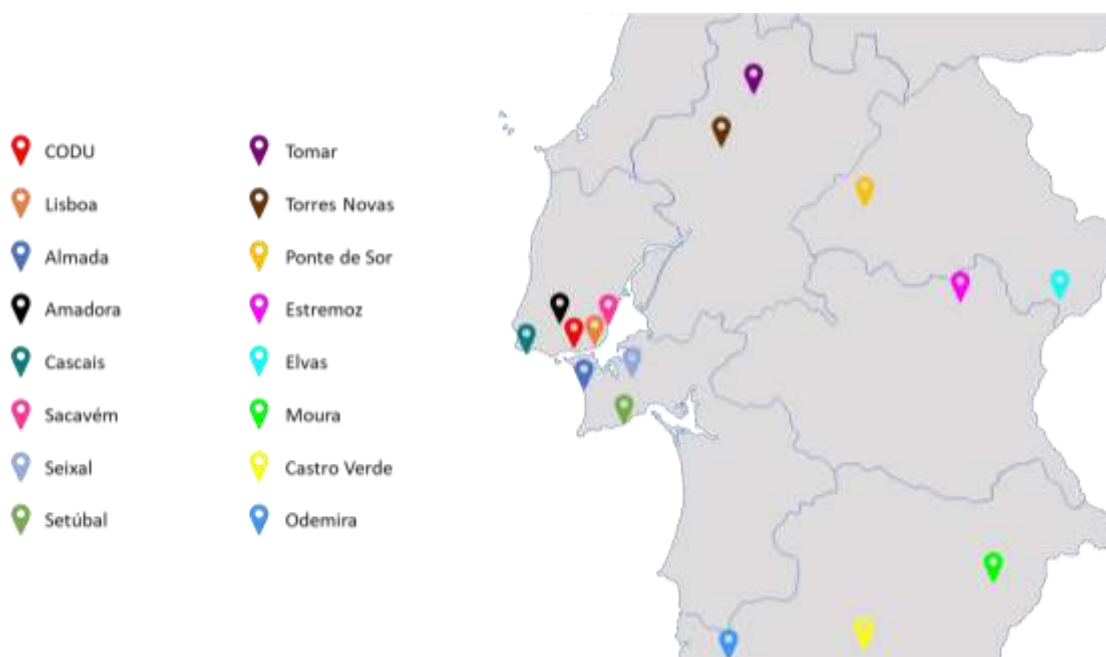 CODU
Lisboa
Almada
Amadora
Cascais
Sacavém
Seixal
Setúbal
Tomar
Torres Novas
Ponte de Sor
Estremoz
Elvas
Moura
Castro Verde
Odemira